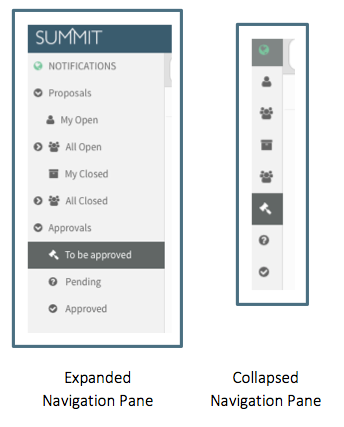 SUMMIT
NOTIFICATIONS
Proposals
My Open
All Open
My Closed
All Closed
Approvals
To be approved
Pending
Approved
Expanded
Navigation Pane
Collapsed
Navigation Pane